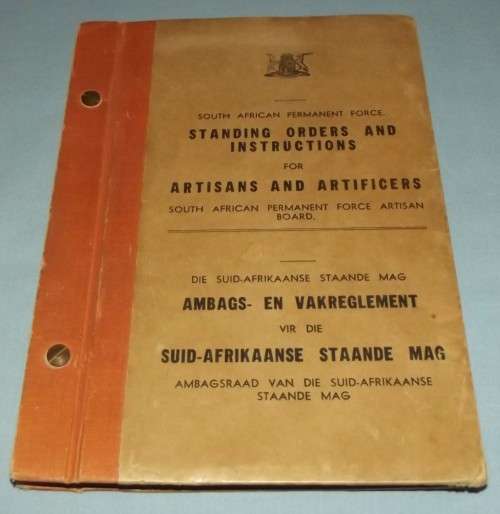 SOUTH AFRICAN PERMANENT FORCE.
STANDING ORDERS AND
INSTRUCTIONS
FOR
ARTISANS AND ARTIFICERS
SOUTH AFRICAN PERMANENT FORCE ARTISAN
BOARD.
DIE SUID-AFRIKAANSE STAANDE MAG
AMBAGS- EN VAKREGLEMENT
VIR DIE
SUID-AFRIKAANSE STAANDE MAG
AMBAGSRAAD VAN DIE SUID-AFRIKAANSE
STAANDE MAG